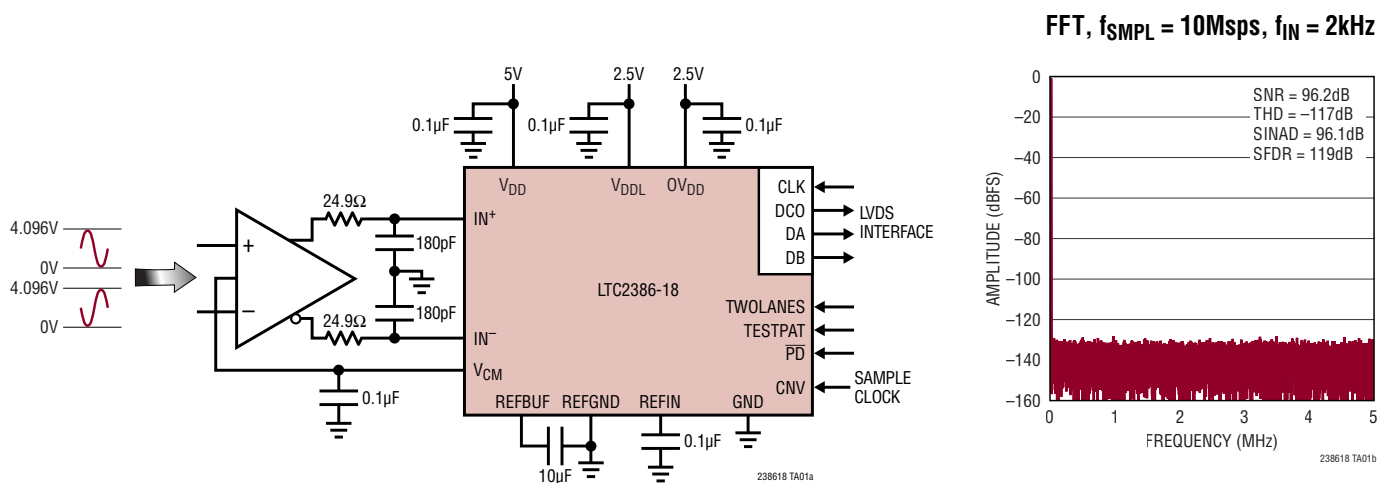 FFT, fSMPL = 10Msps, fIN = 2kHz
5V
2.5V
2.5V
0.1µF
0.1µF
0.1µF
VDD
VDDL
OVDD
4.096V
0V
4.096V
0V
+
−
24.9Ω
24.9Ω
180pF
180pF
IN+
IN−
VCM
0.1µF
LTC2386-18
CLK
DCO
DA
DB
LVDS
INTERFACE
TWOLANES
TESTPAT
PD
CNV
SAMPLE
CLOCK
REFBUF
REFGND
REFIN
GND
10µF
0.1µF
238618 TA01a
SNR = 96.2dB
THD = –117dB
SINAD = 96.1dB
SFDR = 119dB
AMPLITUDE (dBFS)
0
–20
–40
–60
–80
–100
–120
–140
–160
0
1
2
3
4
5
FREQUENCY (MHz)
238618 TA01b